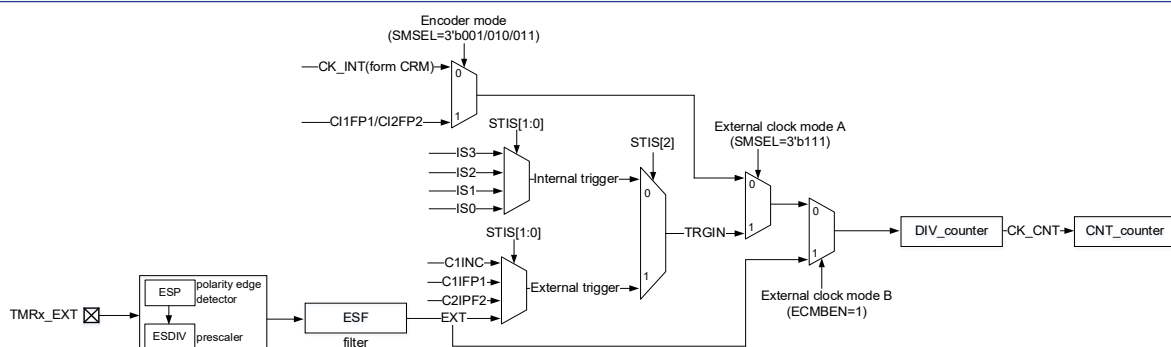 Encoder mode
(SMSEL=3'b001/010/011)
CK_INT(form CRM)
0
CI1FP1/CI2FP2
1
STIS[1:0]
External clock mode A
(SMSEL=3'b111)
STIS[2]
IS3
IS2
IS1
IS0
Internal trigger
0
0
0
STIS[1:0]
TRGIN
1
DIV_counter
CK_CNT
CNT_counter
C1INC
C1IFP1
C2IPF2
EXT
External trigger
1
1
External clock mode B
(ECMBEN=1)
TMRx_EXT
ESP
polarity edge
detector
ESDIV
prescaler
ESF
filter